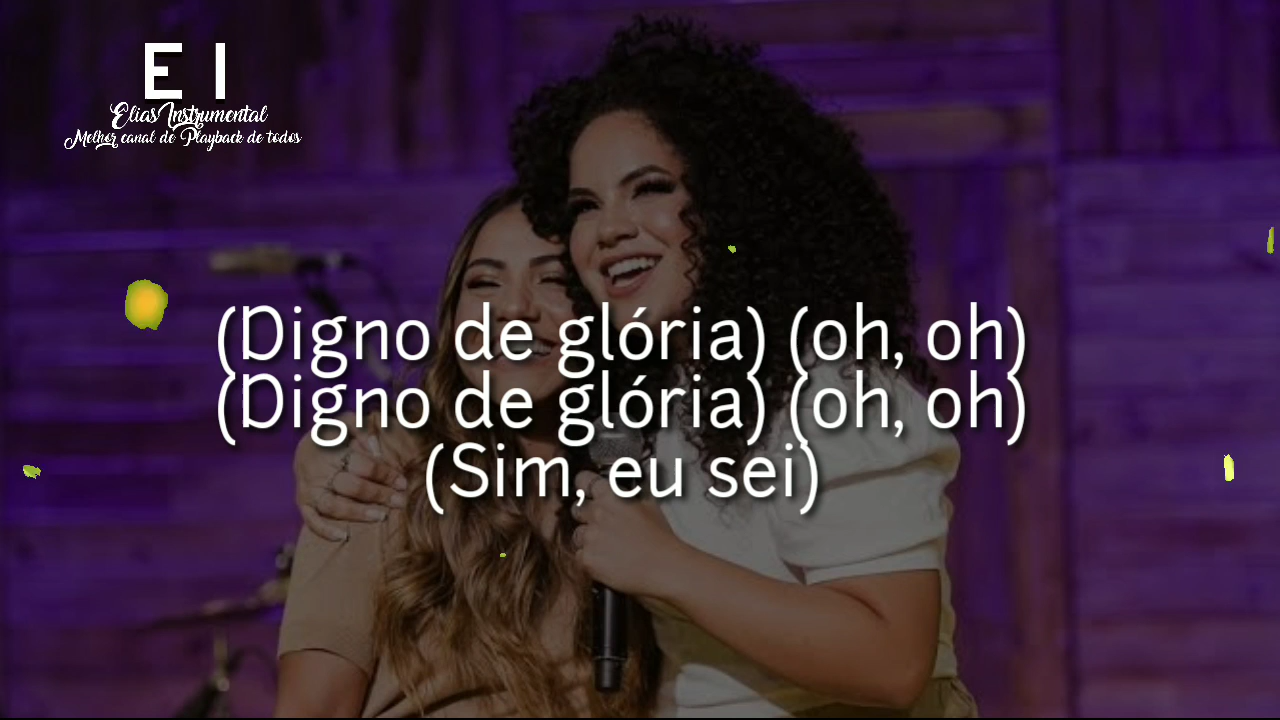 E I
Elias Instrumental
Melhor canal de Playback de todos
(Digno de glória) (oh, oh)
(Digno de glória) (oh, oh)
(Sim, eu sei)